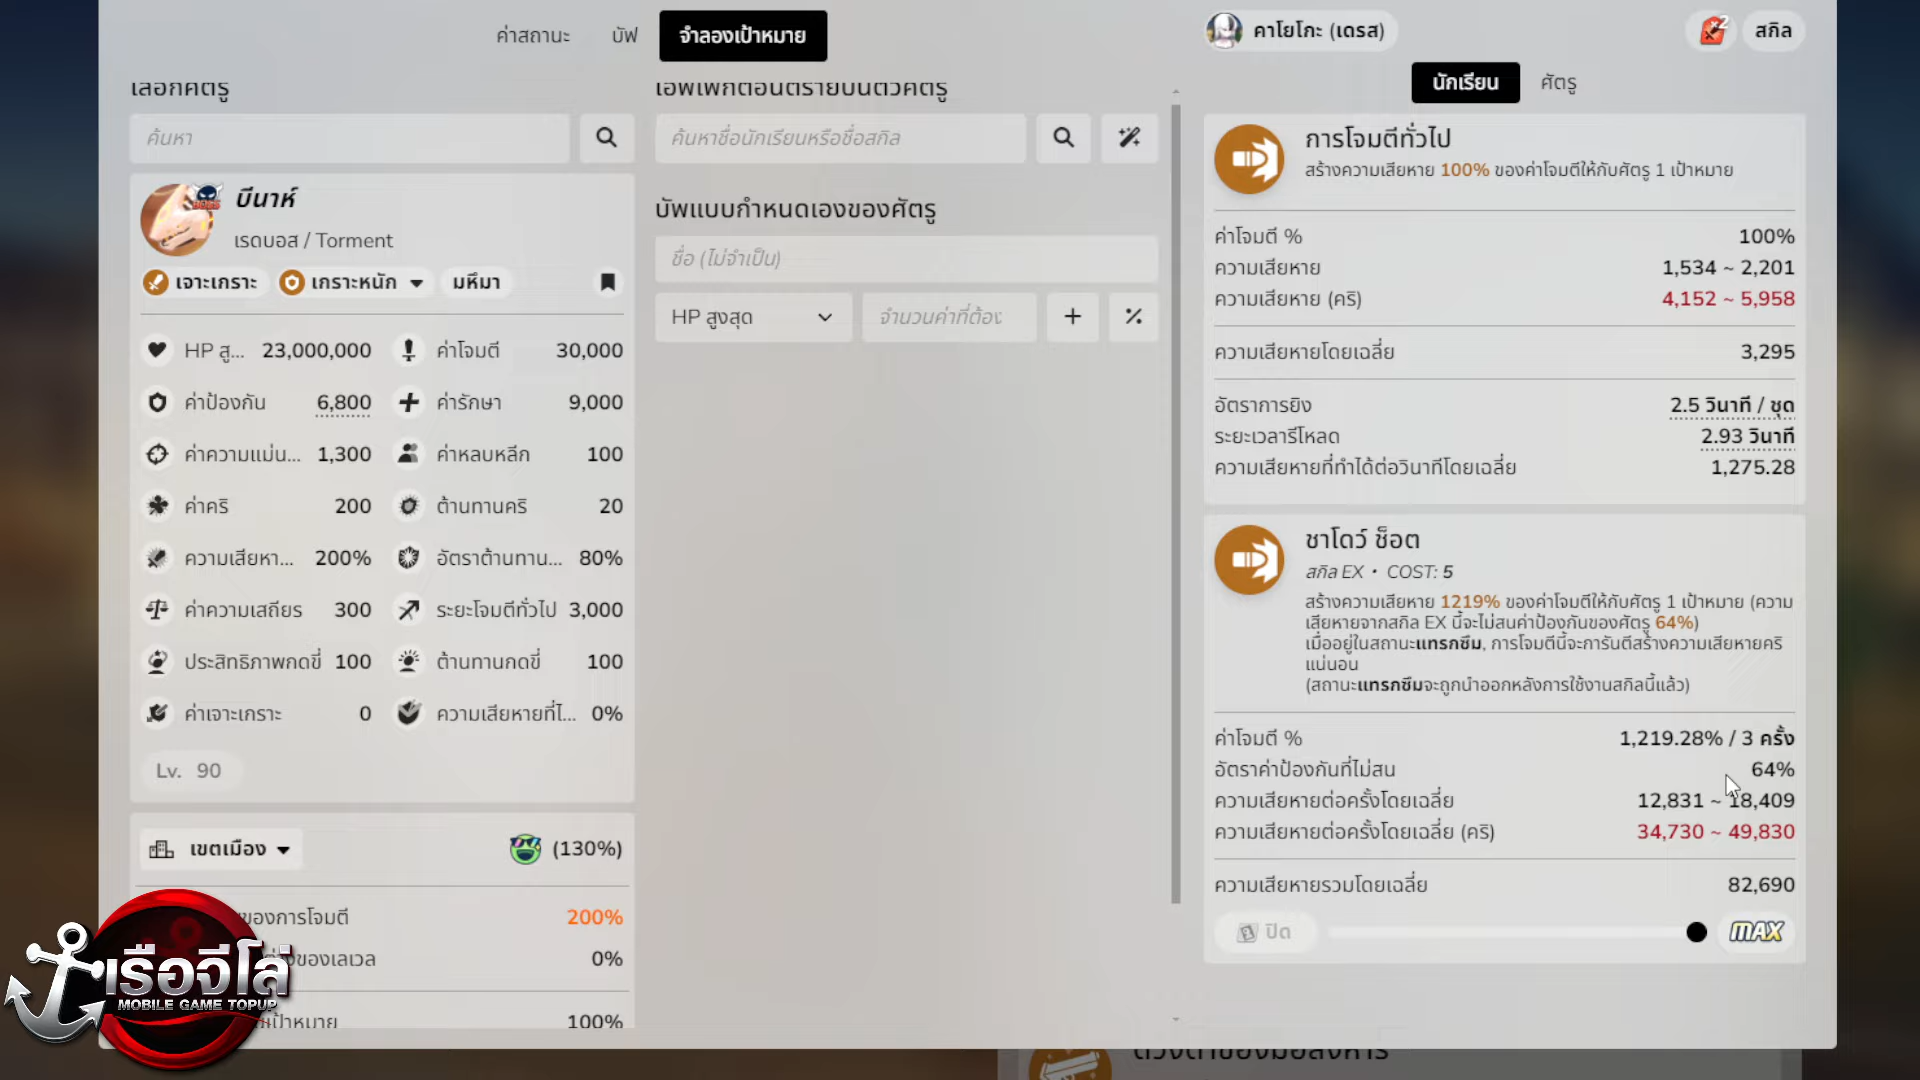 ค่าสถานะ
บัฟ
จำลองเป้าหมาย
เลือกศัตรู
ค้นหา
บีนาห์
เรดบอส / Torment
เจาะเกราะ
เกราะหนัก
มหึมา
HP สู... 23,000,000
ค่าโจมตี 30,000
ค่าป้องกัน 6,800
ค่ารักษา 9,000
ค่าความแม่น... 1,300
ค่าหลบหลีก 100
ค่าคริ 200
ต้านทานคริ 20
ความเสียหา... 200%
อัตราต้านทาน... 80%
ค่าความเสถียร 300
ระยะโจมตีทั่วไป 3,000
ประสิทธิภาพกดขี่ 100
ต้านทานกดขี่ 100
ค่าเจาะเกราะ 0
ความเสียหายที่ไ... 0%
Lv. 90
เขตเมือง
(130%)
ของการโจมตี 200%
ของเลเวล 0%
เป้าหมาย 100%
เรือจีโล่
MOBILE GAME TOPUP
ค้นหาชื่อนักเรียนหรือชื่อสกิล
บัพแบบกำหนดเองของศัตรู
ชื่อ (ไม่จำเป็น)
HP สูงสุด
จำนวนค่าที่ต้อง
คาโยโกะ (เดรส)
x2
สกิล
นักเรียน
ศัตรู
การโจมตีทั่วไป
สร้างความเสียหาย 100% ของค่าโจมตีให้กับศัตรู 1 เป้าหมาย
ค่าโจมตี % 100%
ความเสียหาย 1,534 ~ 2,201
ความเสียหาย (คริ) 4,152 ~ 5,958
ความเสียหายโดยเฉลี่ย 3,295
อัตราการยิง 2.5 วินาที / ชุด
ระยะเวลารีโหลด 2.93 วินาที
ความเสียหายที่ทำได้ต่อวินาทีโดยเฉลี่ย 1,275.28
ชาโดว์ ช็อต
สกิล EX • COST: 5
สร้างความเสียหาย 1219% ของค่าโจมตีให้กับศัตรู 1 เป้าหมาย (ความ
เสียหายจากสกิล EX นี้จะไม่สนค่าป้องกันของศัตรู 64%)
เมื่ออยู่ในสถานะแทรกซึม, การโจมตีนี้จะการันตีสร้างความเสียหายคริ
แน่นอน
(สถานะแทรกซึมจะถูกนำออกหลังการใช้งานสกิลนี้แล้ว)
ค่าโจมตี % 1,219.28% / 3 ครั้ง
อัตราค่าป้องกันที่ไม่สน 64%
ความเสียหายต่อครั้งโดยเฉลี่ย 12,831 ~ 18,409
ความเสียหายต่อครั้งโดยเฉลี่ย (คริ) 34,730 ~ 49,830
ความเสียหายรวมโดยเฉลี่ย 82,690
ปิด
MAX